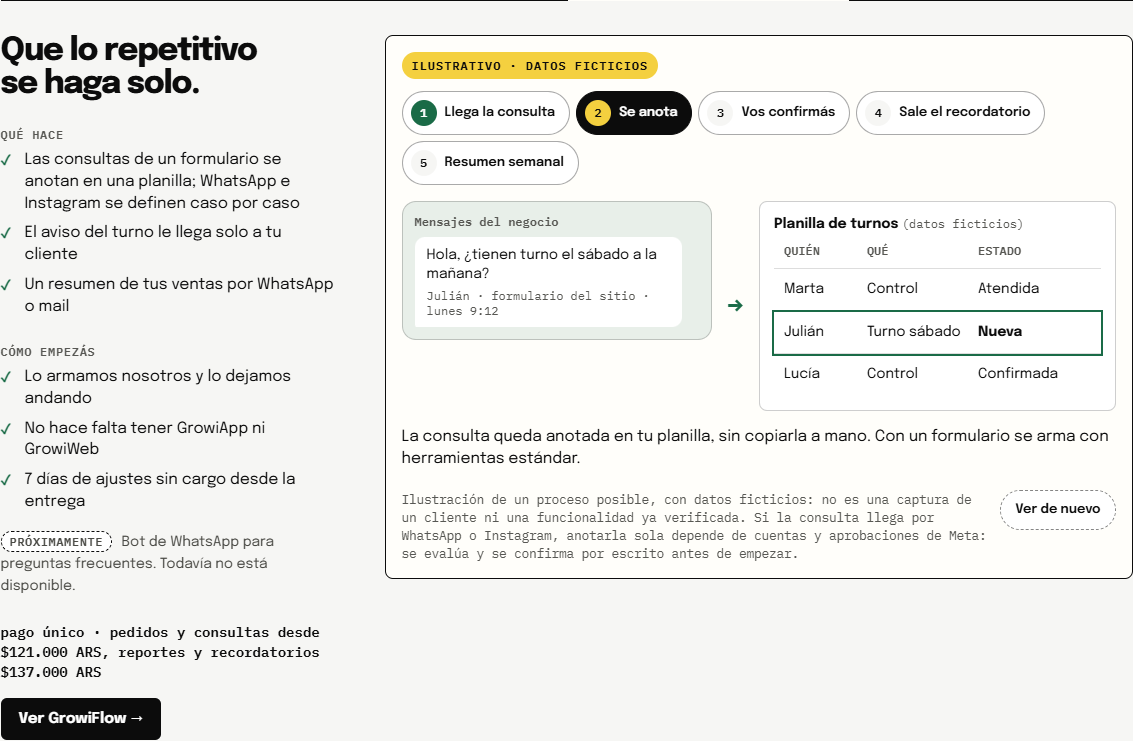 Que lo repetitivo
se haga solo.
QUÉ HACE
✓ Las consultas de un formulario se
anotan en una planilla; WhatsApp e
Instagram se definen caso por caso
✓ El aviso del turno le llega solo a tu
cliente
✓ Un resumen de tus ventas por WhatsApp
o mail
CÓMO EMPEZÁS
✓ Lo armamos nosotros y lo dejamos
andando
✓ No hace falta tener GrowiApp ni
GrowiWeb
✓ 7 días de ajustes sin cargo desde la
entrega
PRÓXIMAMENTE Bot de WhatsApp para
preguntas frecuentes. Todavía no está
disponible.
pago único · pedidos y consultas desde
$121.000 ARS, reportes y recordatorios
$137.000 ARS
Ver GrowiFlow →
ILUSTRATIVO · DATOS FICTICIOS
1 Llega la consulta
2 Se anota
3 Vos confirmás
4 Sale el recordatorio
5 Resumen semanal
Mensajes del negocio
Hola, ¿tienen turno el sábado a la
mañana?
Julián · formulario del sitio ·
lunes 9:12
→
Planilla de turnos (datos ficticios)
QUIÉN QUÉ ESTADO
Marta Control Atendida
Julián Turno sábado Nueva
Lucía Control Confirmada
La consulta queda anotada en tu planilla, sin copiarla a mano. Con un formulario se arma con
herramientas estándar.
Ilustración de un proceso posible, con datos ficticios: no es una captura de
un cliente ni una funcionalidad ya verificada. Si la consulta llega por
WhatsApp o Instagram, anotarla sola depende de cuentas y aprobaciones de Meta:
se evalúa y se confirma por escrito antes de empezar.
Ver de nuevo